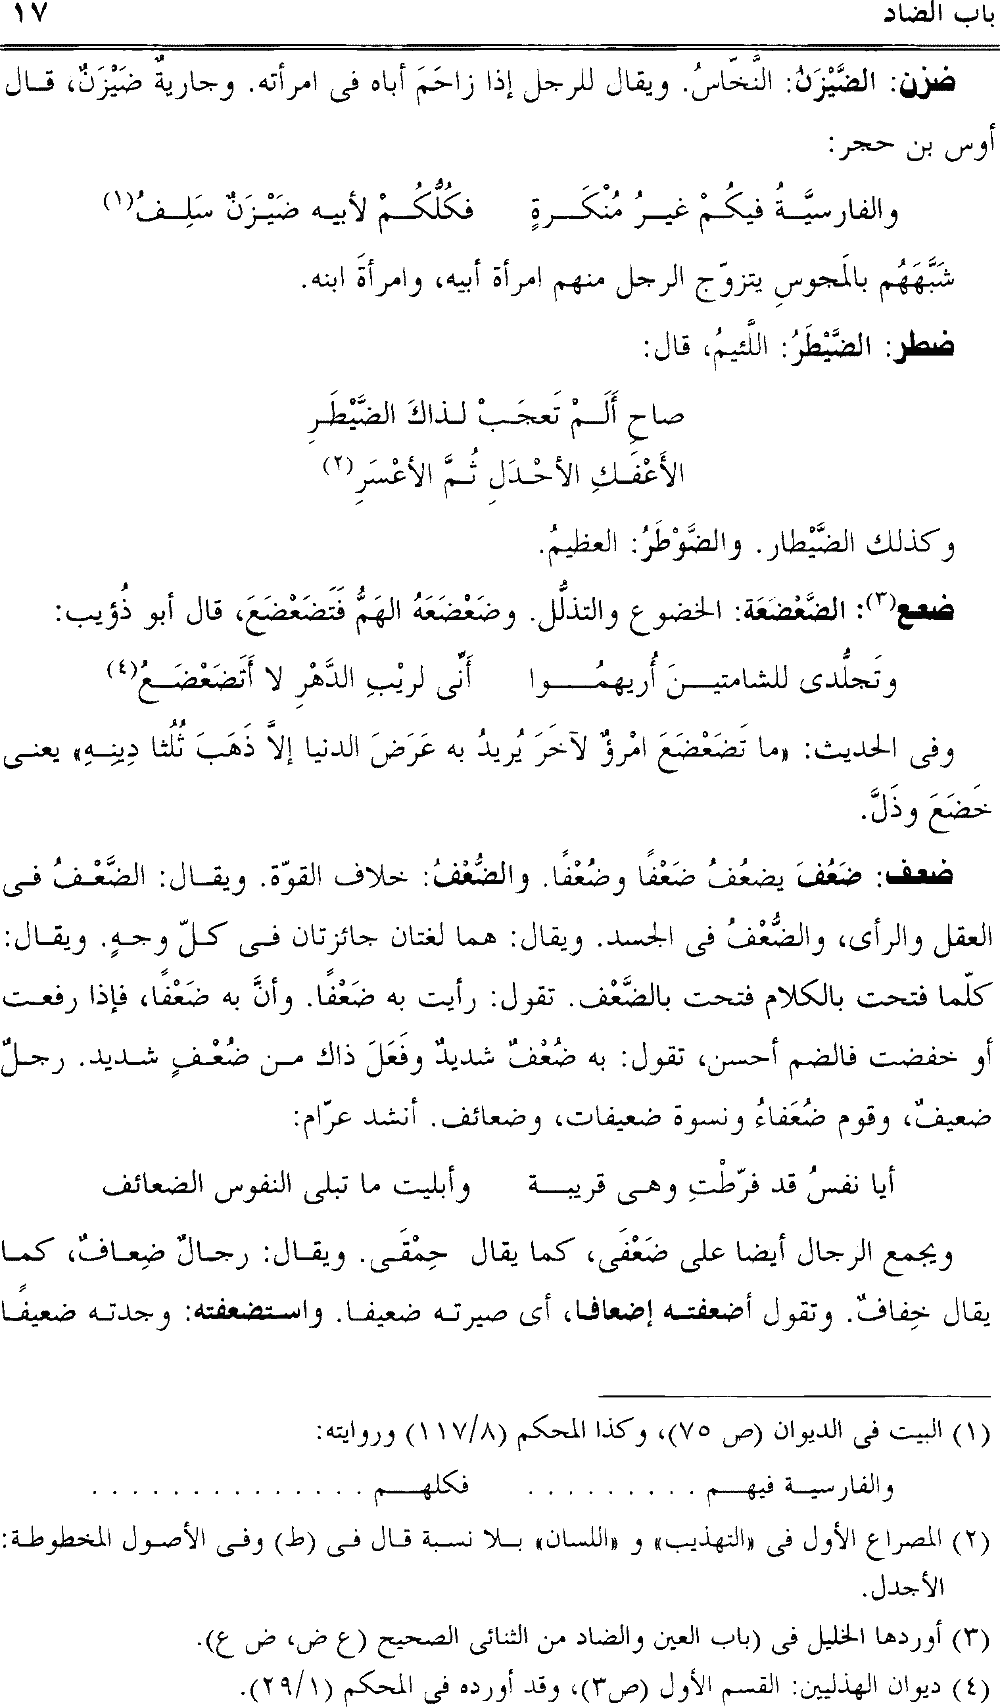 باب الضاد ١٧
ضزن: الضَّيْزَنُ: النَّخّاسُ. ويقال للرجل إذا زاحَمَ أباه فى امرأته. وجاريةٌ ضَيْزَنٌ، قال
أوس بن حجر:
والفارسيَّةُ فيكُمْ غيرُ مُنْكَرةٍ فكُلُّكُمْ لأبيه ضَيْزَنٌ سَلِفُ(١)
شَبَّهَهُم بالَمجوسِ يتزوّج الرجل منهم امرأة أبيه، وامرأةَ ابنه.
ضطر: الضَّيْطَرُ: اللَّئيمُ، قال:
صاحِ أَلَمْ تَعجَبْ لذاكَ الضَّيْطَرِ
الأَعْفَكِ الأحْدَلِ ثُمَّ الأعْسَرِ(٢)
وكذلك الضَّيْطار. والضَّوْطَرُ: العظيمُ.
ضعع(٣): الضَّعْضَعَة: الخضوع والتذلّل. وضَعْضَعَهُ الهَمُّ فَتَضَعْضَعَ، قال أبو ذُؤيب:
وتَجلُّدى للشامتينَ أُريهمُوا أَنِّى لريْبِ الدَّهْرِ لا أَتَضَعْضَعُ(٤)
وفى الحديث: «ما تَضَعْضَعَ امْرؤٌ لآخَرَ يُريدُ به عَرَضَ الدنيا إلاَّ ذَهَبَ ثُلُثا دِينِهِ» يعنى
خَضَعَ وذَلَّ.
ضعف: ضَعُفَ يضعُفُ ضَعْفًا وضُعْفًا. والضُّعْفُ: خلاف القوّة. ويقال: الضَّعْفُ فى
العقل والرأى، والضُّعْفُ فى الجسد. ويقال: هما لغتان جائزتان فى كلّ وجهٍ. ويقال:
كلّما فتحت بالكلام فتحت بالضَّعْف. تقول: رأيت به ضَعْفًا. وأنَّ به ضَعْفًا، فإذا رفعت
أو خفضت فالضم أحسن، تقول: به ضُعْفٌ شديدٌ وفَعَلَ ذاك من ضُعْفٍ شديد. رجلٌ
ضعيفٌ، وقوم ضُعَفاءُ ونسوة ضعيفات، وضعائف. أنشد عرّام:
أيا نفسُ قد فرّطْتِ وهى قريبة وأبليت ما تبلى النفوس الضعائف
ويجمع الرجال أيضا على ضَعْفَى، كما يقال حِمْقَى. ويقال: رجالٌ ضِعافٌ، كما
يقال خِفافٌ. وتقول أضعفته إضعافا، أى صيرته ضعيفا. واستضعفته: وجدته ضعيفًا
(١) البيت فى الديوان (ص ٧٥)، وكذا المحكم (١١٧/٨) وروايته:
والفارسية فيهم . . . . . . . . . فكلهم . . . . . . . . . . . . . .
(٢) المصراع الأول فى «التهذيب» و «اللسان» بلا نسبة قال فى (ط) وفى الأصول المخطوطة:
الأجدل.
(٣) أوردها الخليل فى (باب العين والضاد من الثنائى الصحيح (ع ض، ض ع).
(٤) ديوان الهذليين: القسم الأول (ص٣)، وقد أورده فى المحكم (٢٩/١).